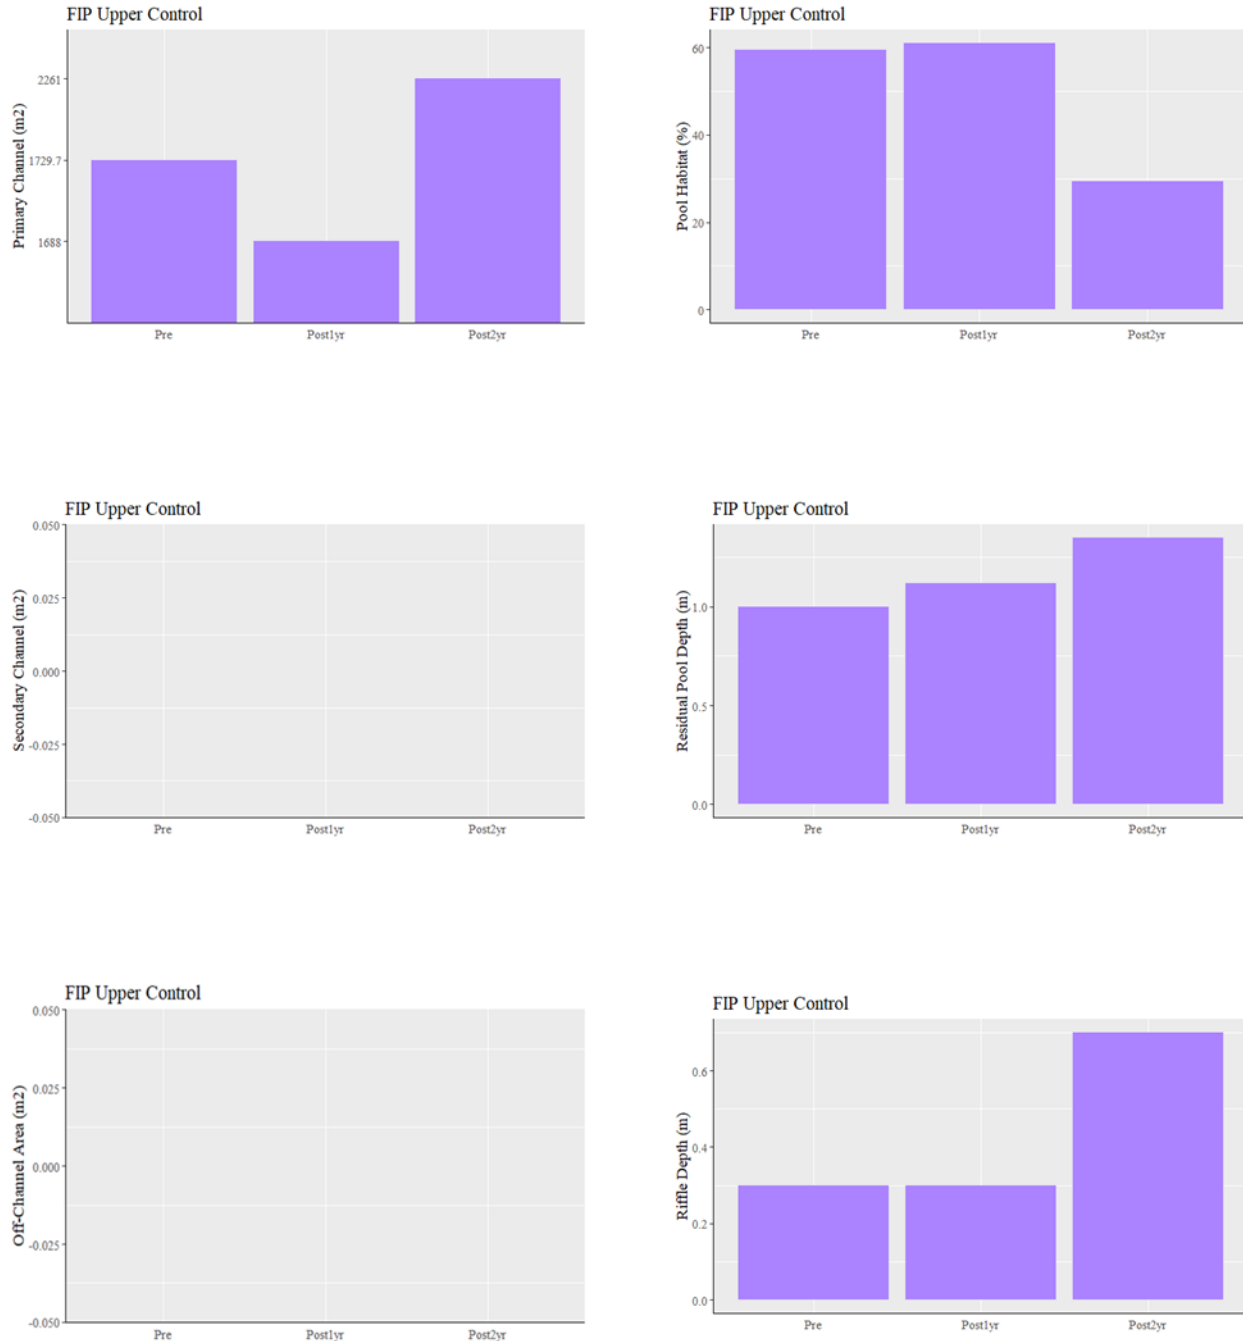 FIP Upper Control
Primary Channel (m2)
2261
1729.7
1688
Pre Post1yr Post2yr
FIP Upper Control
Pool Habitat (%)
60
40
20
0
Pre Post1yr Post2yr
FIP Upper Control
Secondary Channel (m2)
0.050
0.025
0.000
-0.025
-0.050
Pre Post1yr Post2yr
FIP Upper Control
Residual Pool Depth (m)
1.0
0.5
0.0
Pre Post1yr Post2yr
FIP Upper Control
Off-Channel Area (m2)
0.050
0.025
0.000
-0.025
-0.050
Pre Post1yr Post2yr
FIP Upper Control
Riffle Depth (m)
0.6
0.4
0.2
0.0
Pre Post1yr Post2yr